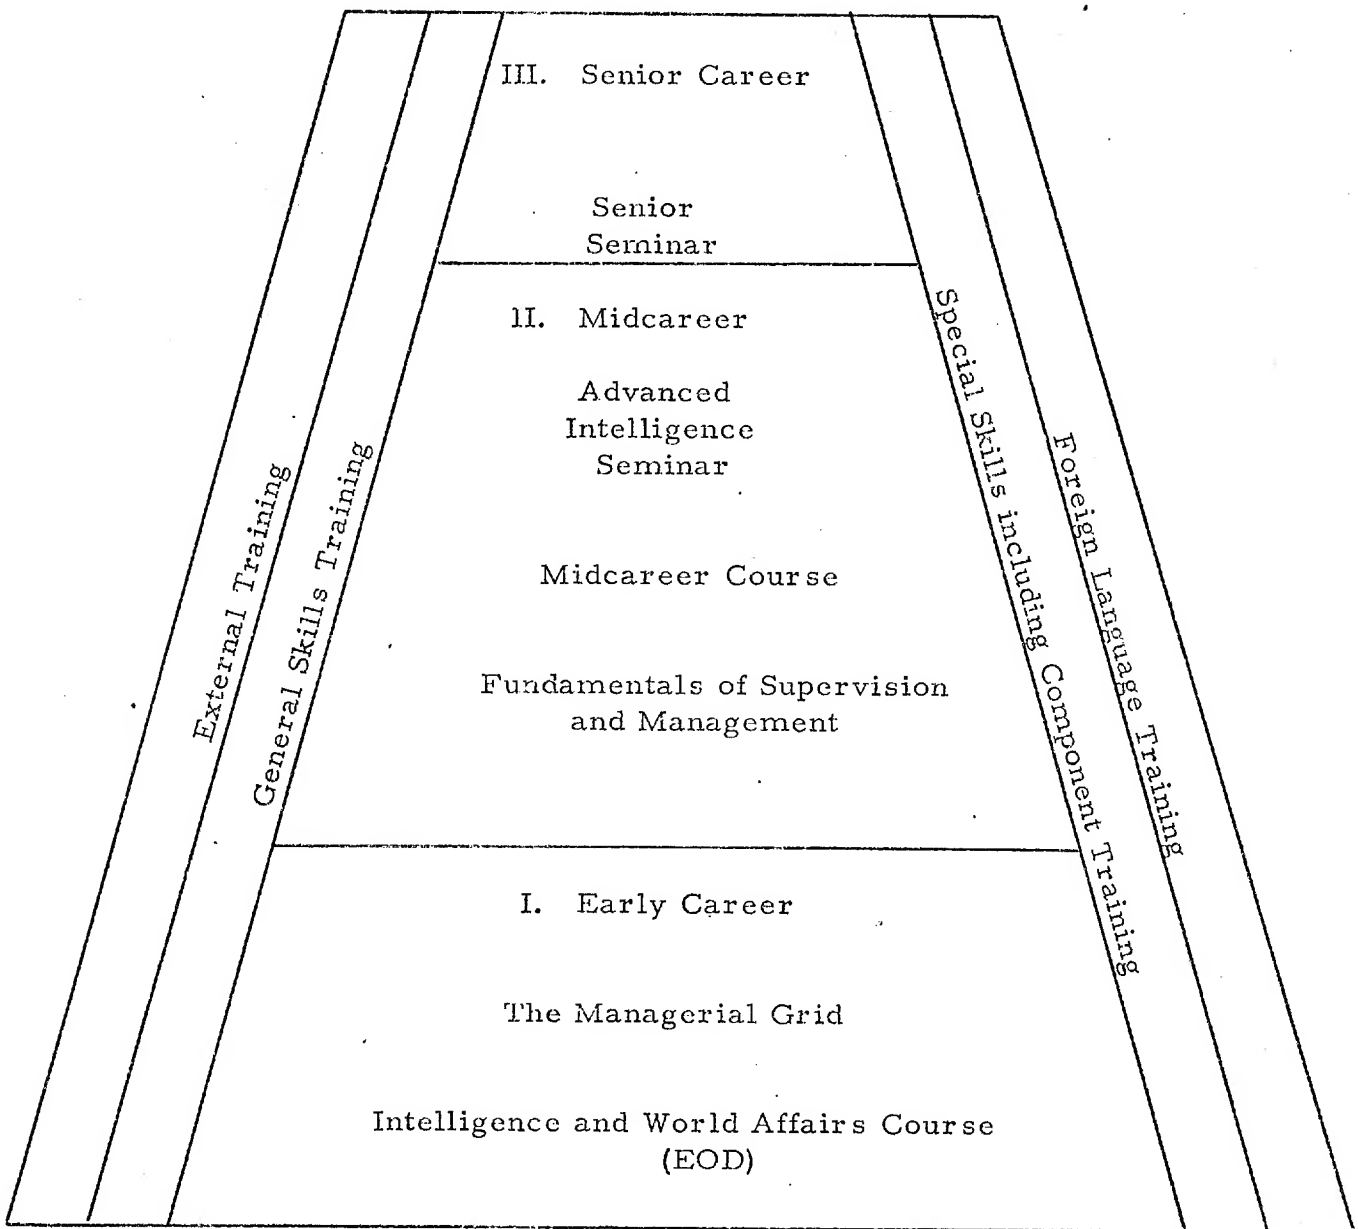 III. Senior Career
Senior
Seminar
II. Midcareer
Advanced
Intelligence
Seminar
Midcareer Course
Fundamentals of Supervision
and Management
I. Early Career
The Managerial Grid
Intelligence and World Affairs Course
(EOD)
External Training
General Skills Training
Special Skills including Component Training
Foreign Language Training